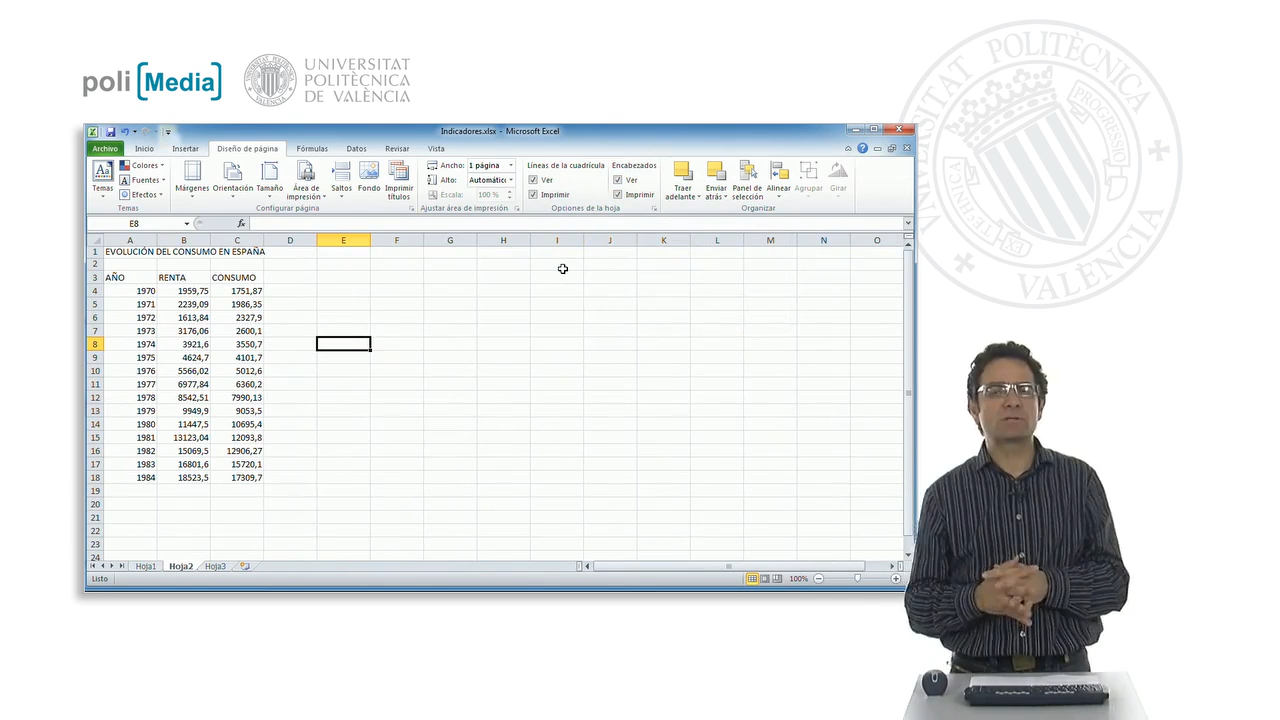 poli [Media]
UNIVERSITAT
POLITÈCNICA
DE VALÈNCIA
UNIVERSITAT POLITÈCNICA DE VALÈNCIA
PROGRESSIO
Indicadores.xlsx - Microsoft Excel
Archivo Inicio Insertar Diseño de página Fórmulas Datos Revisar Vista
Temas
Colores
Fuentes
Efectos
Temas
Márgenes Orientación Tamaño Área de impresión Saltos Fondo Imprimir títulos
Configurar página
Ancho: 1 página
Alto: Automátic
Escala: 100 %
Ajustar área de impresión
Líneas de la cuadrícula Encabezados
Ver Ver
Imprimir Imprimir
Opciones de la hoja
Traer adelante Enviar atrás Panel de selección Alinear Agrupar Girar
Organizar
E8 fx
A B C D E F G H I J K L M N O
1 EVOLUCIÓN DEL CONSUMO EN ESPAÑA
2
3 AÑO RENTA CONSUMO
4 1970 1959,75 1751,87
5 1971 2239,09 1986,35
6 1972 1613,84 2327,9
7 1973 3176,06 2600,1
8 1974 3921,6 3550,7
9 1975 4624,7 4101,7
10 1976 5566,02 5012,6
11 1977 6977,84 6360,2
12 1978 8542,51 7990,13
13 1979 9949,9 9053,5
14 1980 11447,5 10695,4
15 1981 13123,04 12093,8
16 1982 15069,5 12906,27
17 1983 16801,6 15720,1
18 1984 18523,5 17309,7
19
20
21
22
23
24
Hoja1 Hoja2 Hoja3
Listo 100%